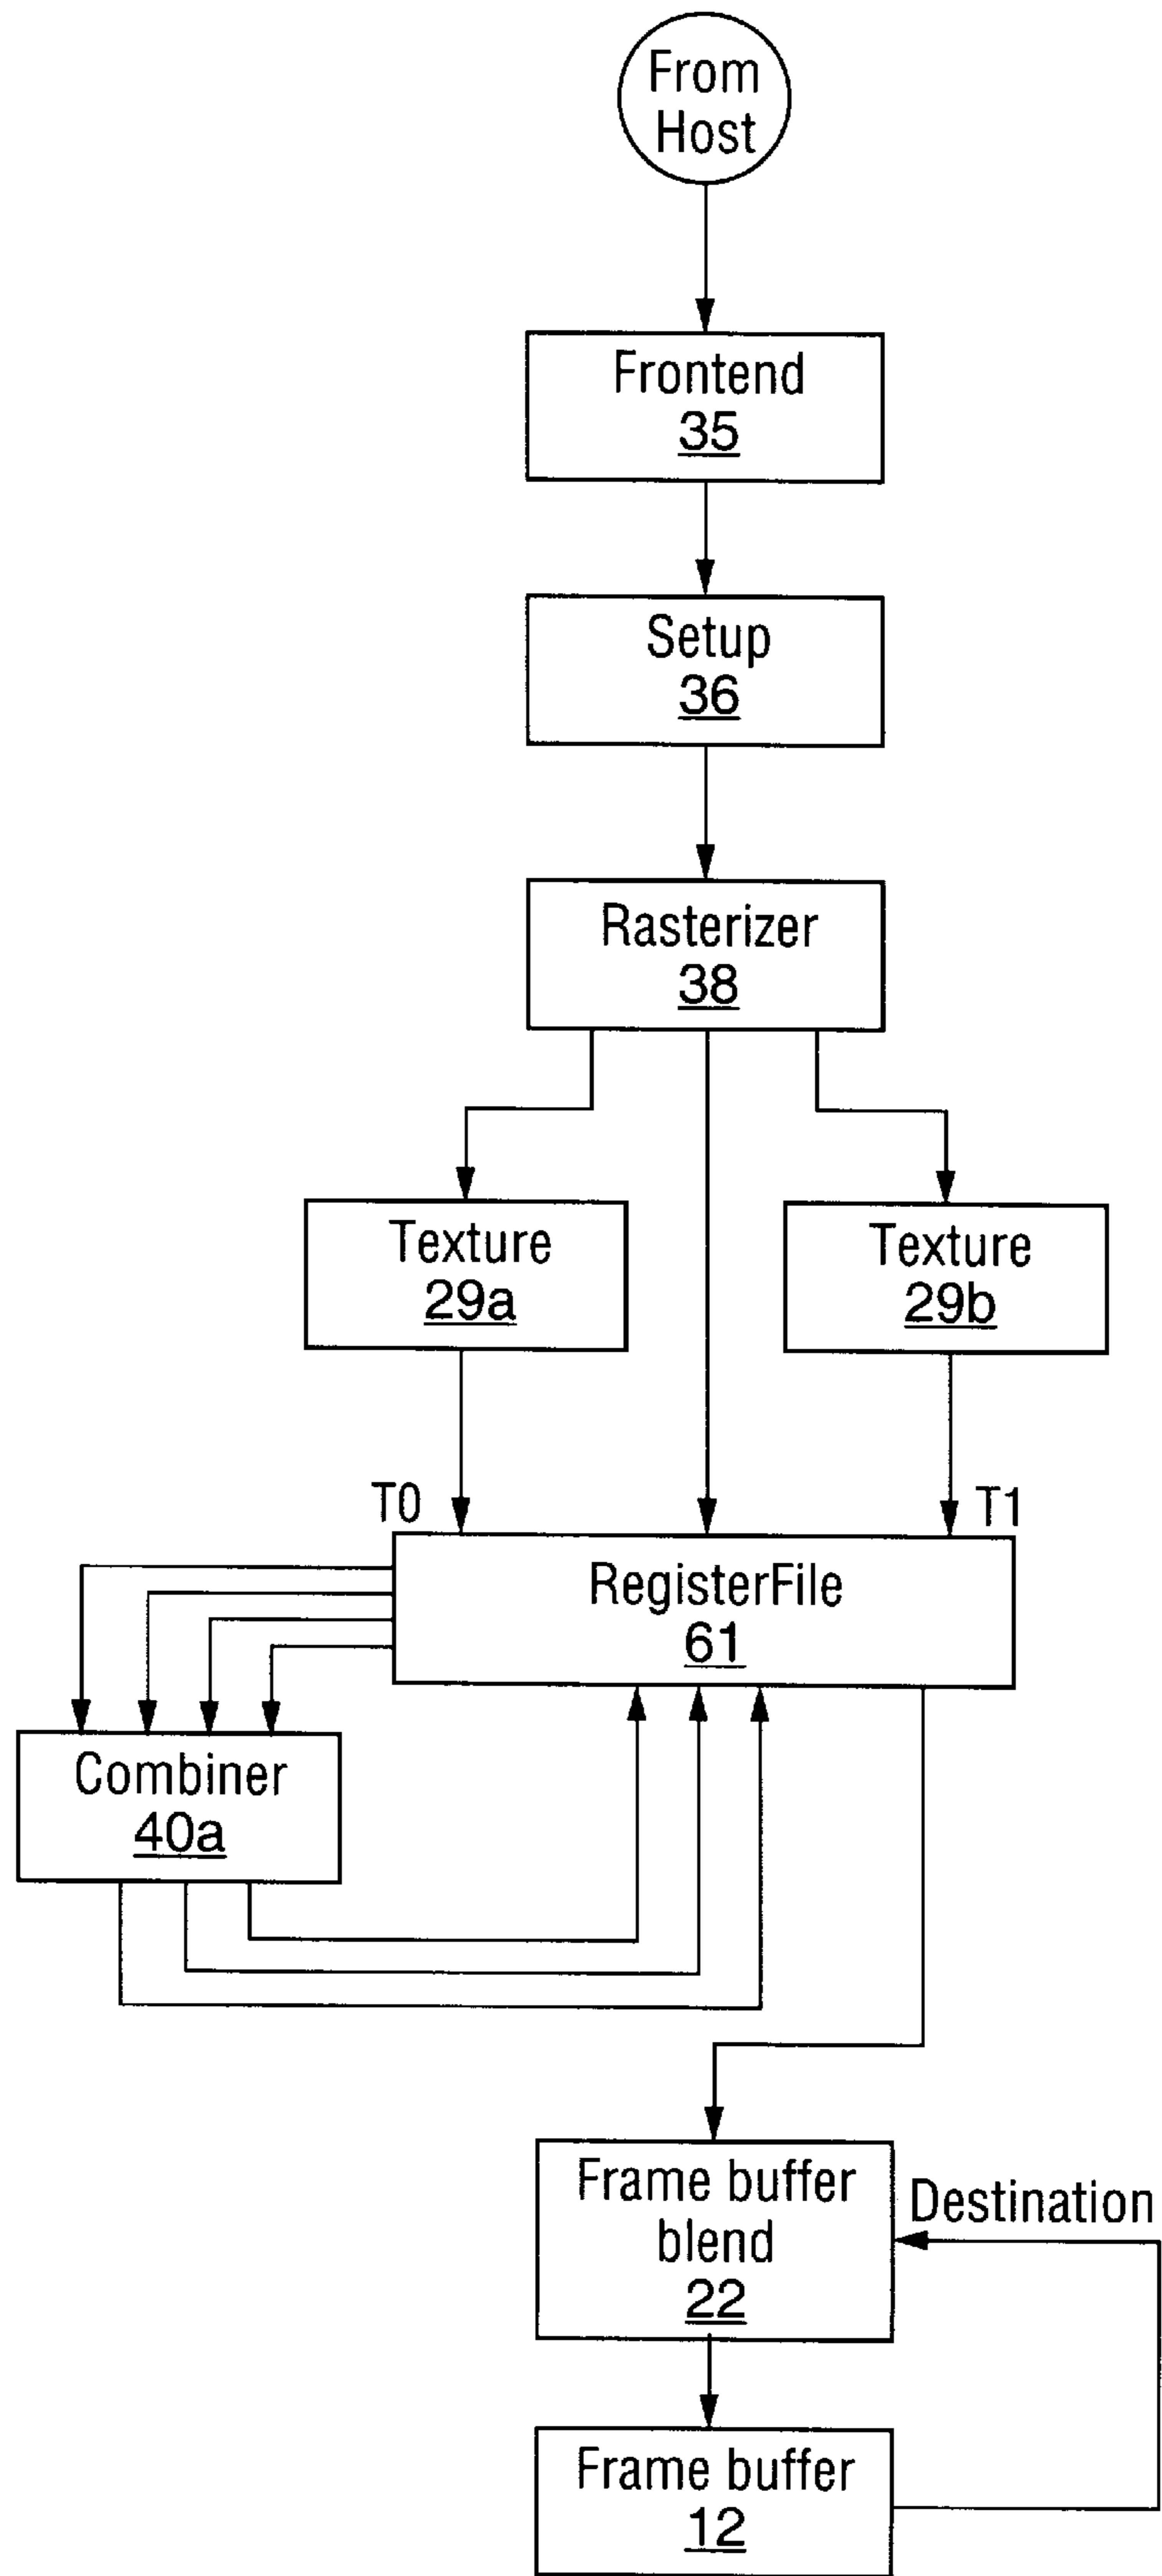 From
Host
Frontend
35
Setup
36
Rasterizer
38
Texture
29a
Texture
29b
T0
T1
RegisterFile
61
Combiner
40a
Frame buffer
blend
22
Destination
Frame buffer
12